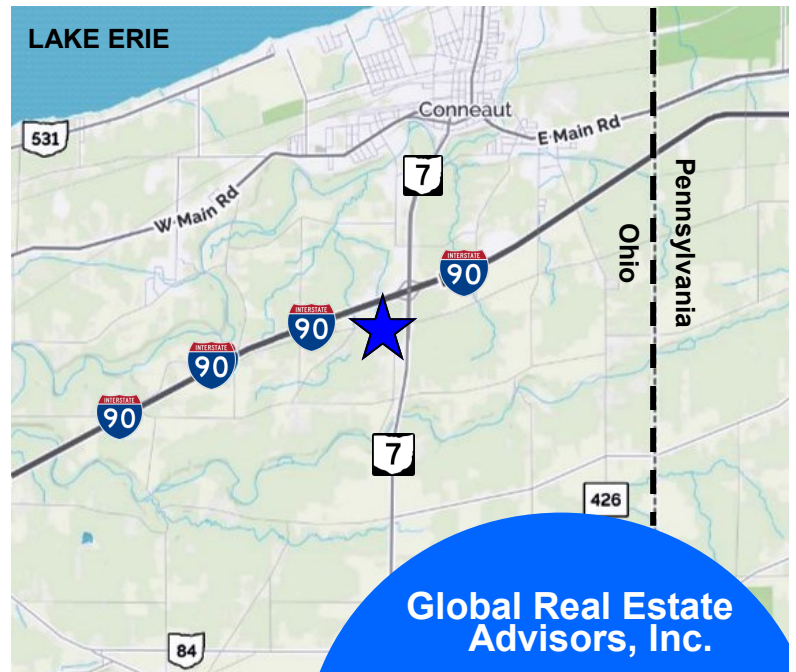 LAKE ERIE
Conneaut
531
E Main Rd
7
W Main Rd
Pennsylvania
Ohio
INTERSTATE
90
INTERSTATE
90
INTERSTATE
90
INTERSTATE
90
7
426
Global Real Estate
Advisors, Inc.
84